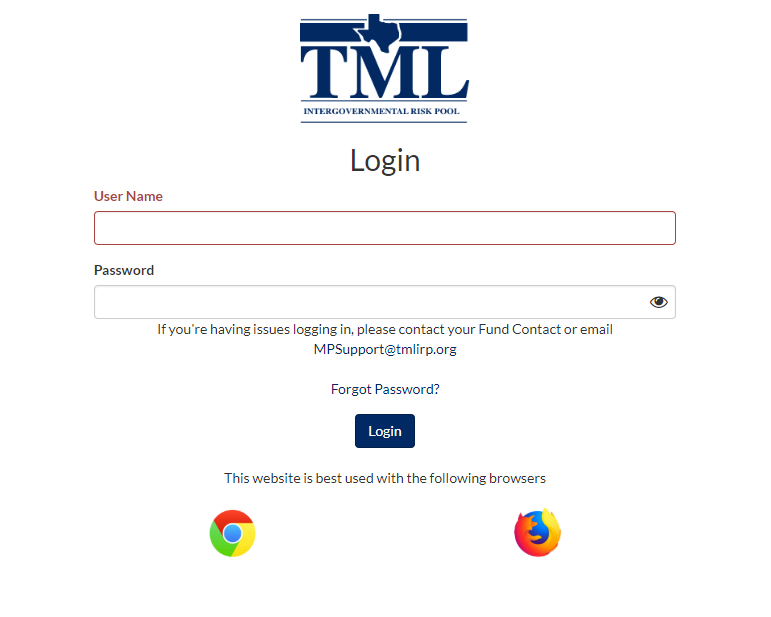 TML
INTERGOVERNMENTAL RISK POOL
Login
User Name
Password
If you're having issues logging in, please contact your Fund Contact or email
MPSupport@tmlirp.org
Forgot Password?
Login
This website is best used with the following browsers